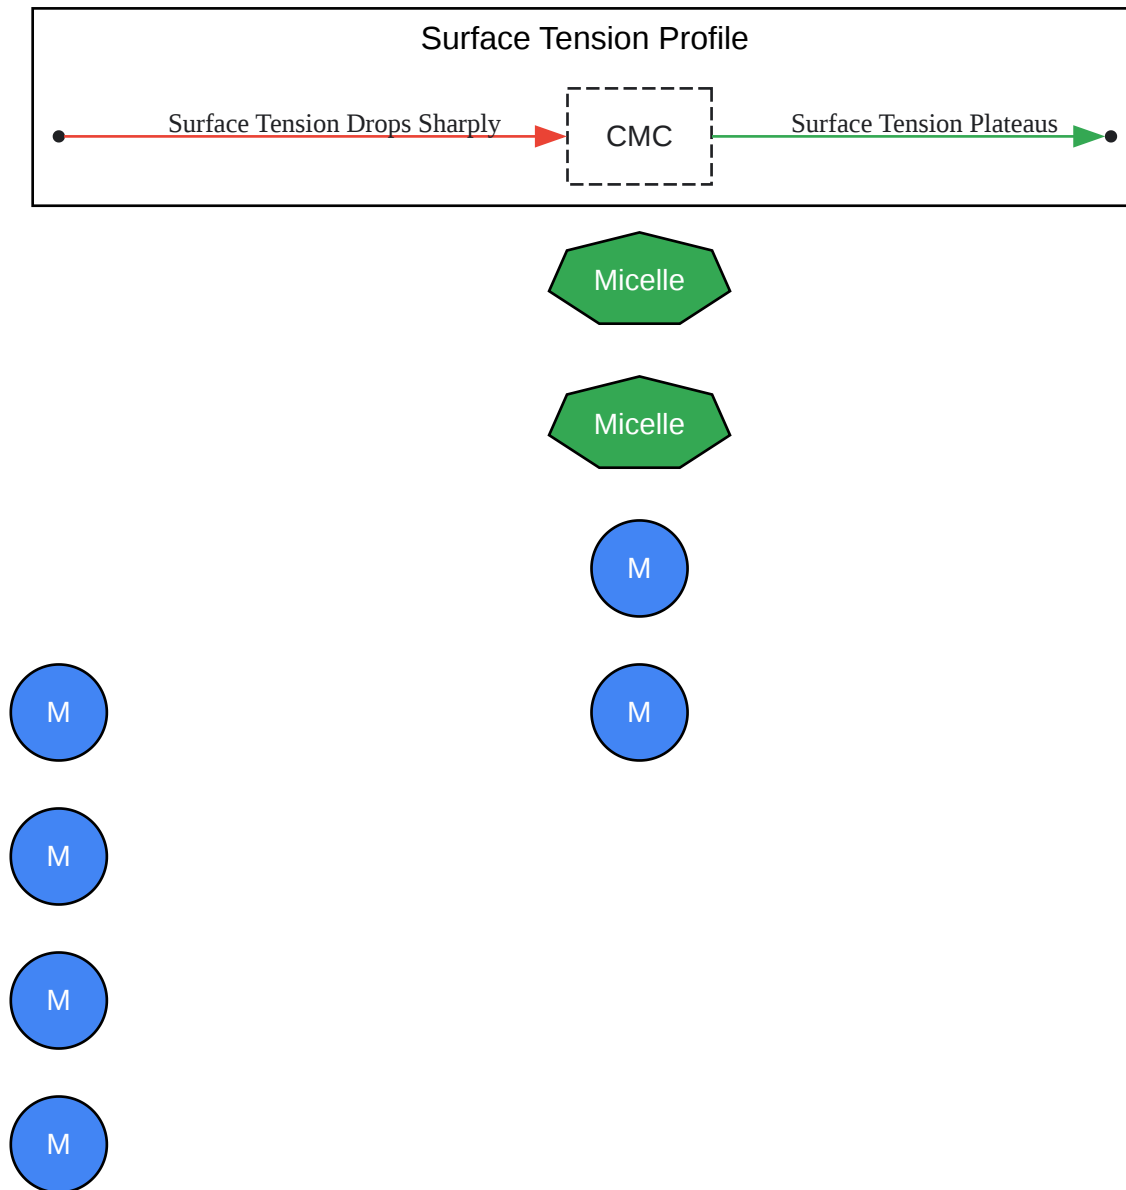 Surface Tension Profile
Surface Tension Drops Sharply
CMC
Surface Tension Plateaus
Micelle
Micelle
M
M
M
M
M
M